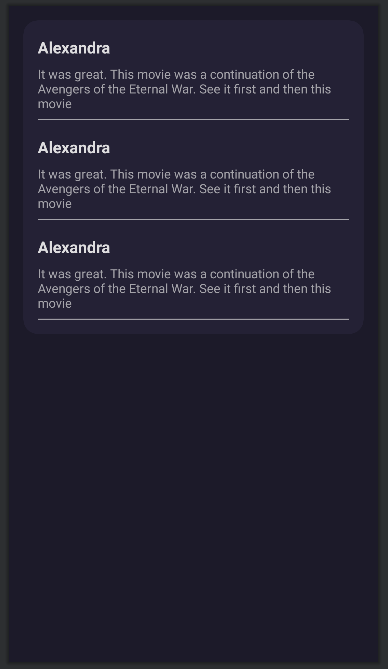 Alexandra
It was great. This movie was a continuation of the
Avengers of the Eternal War. See it first and then this
movie
Alexandra
It was great. This movie was a continuation of the
Avengers of the Eternal War. See it first and then this
movie
Alexandra
It was great. This movie was a continuation of the
Avengers of the Eternal War. See it first and then this
movie